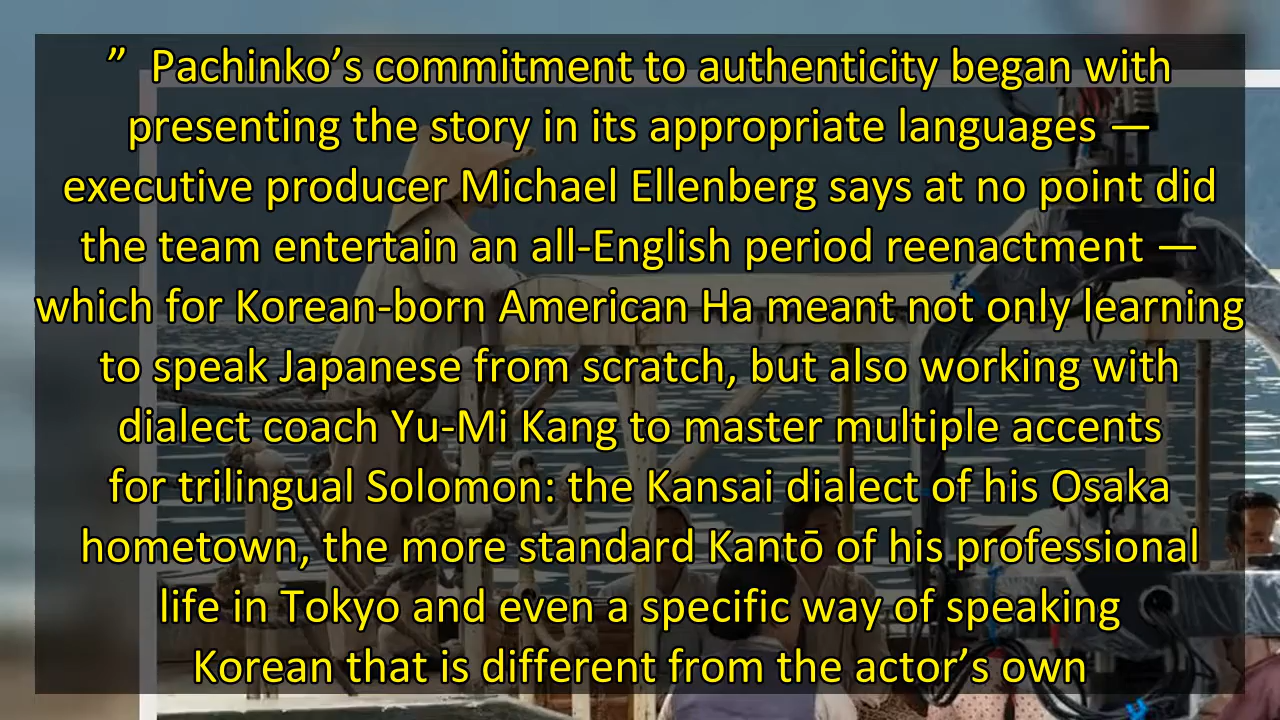 ” Pachinko’s commitment to authenticity began with
presenting the story in its appropriate languages —
executive producer Michael Ellenberg says at no point did
the team entertain an all-English period reenactment —
which for Korean-born American Ha meant not only learning
to speak Japanese from scratch, but also working with
dialect coach Yu-Mi Kang to master multiple accents
for trilingual Solomon: the Kansai dialect of his Osaka
hometown, the more standard Kantō of his professional
life in Tokyo and even a specific way of speaking
Korean that is different from the actor’s own